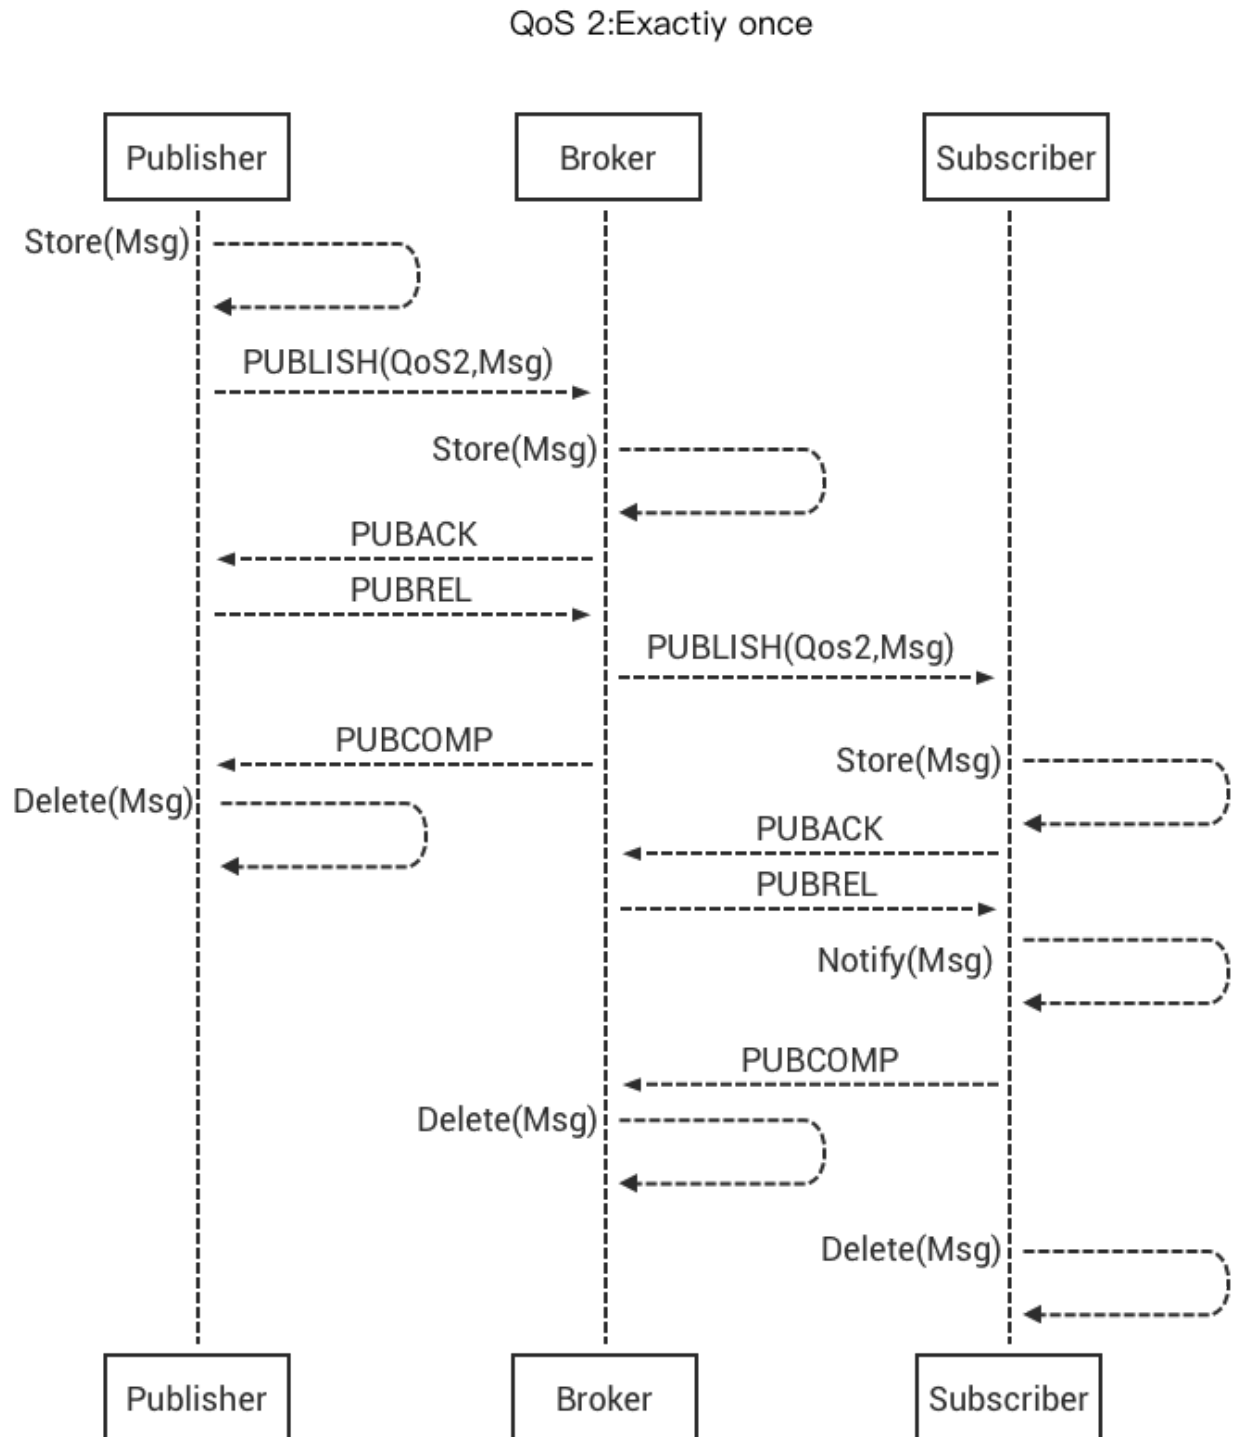 QoS 2:Exactiy once
Publisher
Broker
Subscriber
Store(Msg)
PUBLISH(QoS2,Msg)
Store(Msg)
PUBACK
PUBREL
PUBLISH(Qos2,Msg)
PUBCOMP
Store(Msg)
Delete(Msg)
PUBACK
PUBREL
Notify(Msg)
PUBCOMP
Delete(Msg)
Delete(Msg)
Publisher
Broker
Subscriber